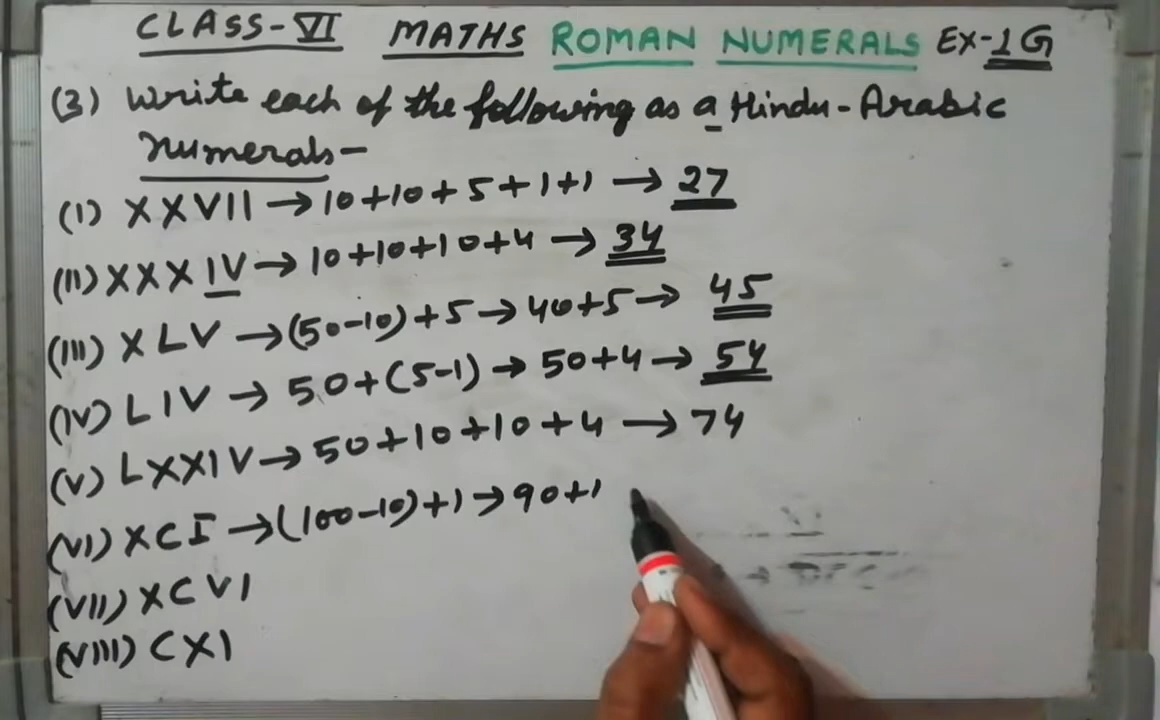 CLASS-VI MATHS ROMAN NUMERALS EX-1G
(3) Write each of the following as a Hindu-Arabic
Numerals-
(I) XXVII → 10+10+5+1+1 → 27
(II) XXXIV → 10+10+10+4 → 34
(III) XLV → (50-10)+5 → 40+5 → 45
(IV) LIV → 50+(5-1) → 50+4 → 54
(V) LXXIV → 50+10+10+4 → 74
(VI) XCI → (100-10)+1 → 90+1
(VII) XCVI
(VIII) CXI